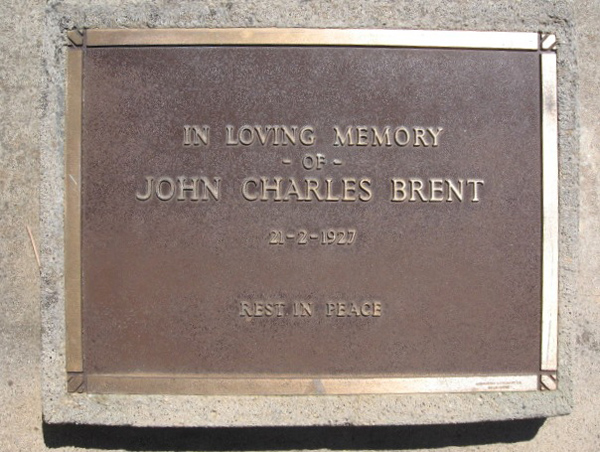 IN LOVING MEMORY
- OF -
JOHN CHARLES BRENT
21-2-1927
REST IN PEACE